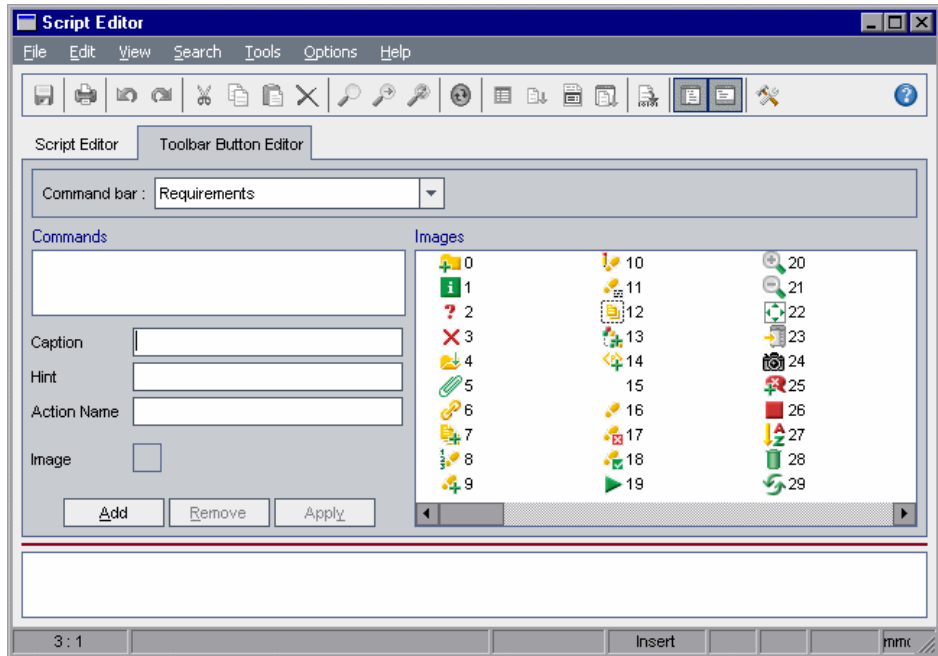 Script Editor
File Edit View Search Tools Options Help
Script Editor Toolbar Button Editor
Command bar : Requirements
Commands
Images
0 10 20
1 11 21
2 12 22
3 13 23
4 14 24
5 15 25
6 16 26
7 17 27
8 18 28
9 19 29
Caption
Hint
Action Name
Image
Add Remove Apply
3 : 1 Insert